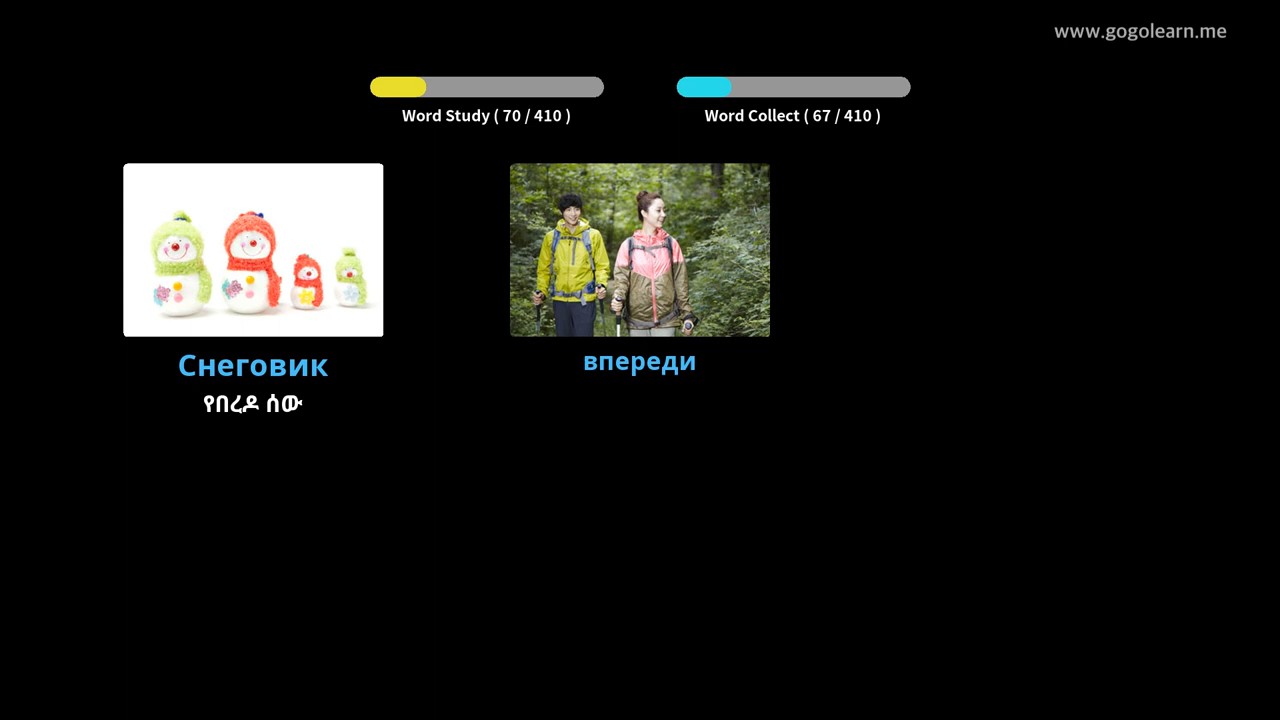 www.gogolearn.me
Word Study ( 70 / 410 )
Word Collect ( 67 / 410 )
Снеговик
የበረዶ ሰው
впереди